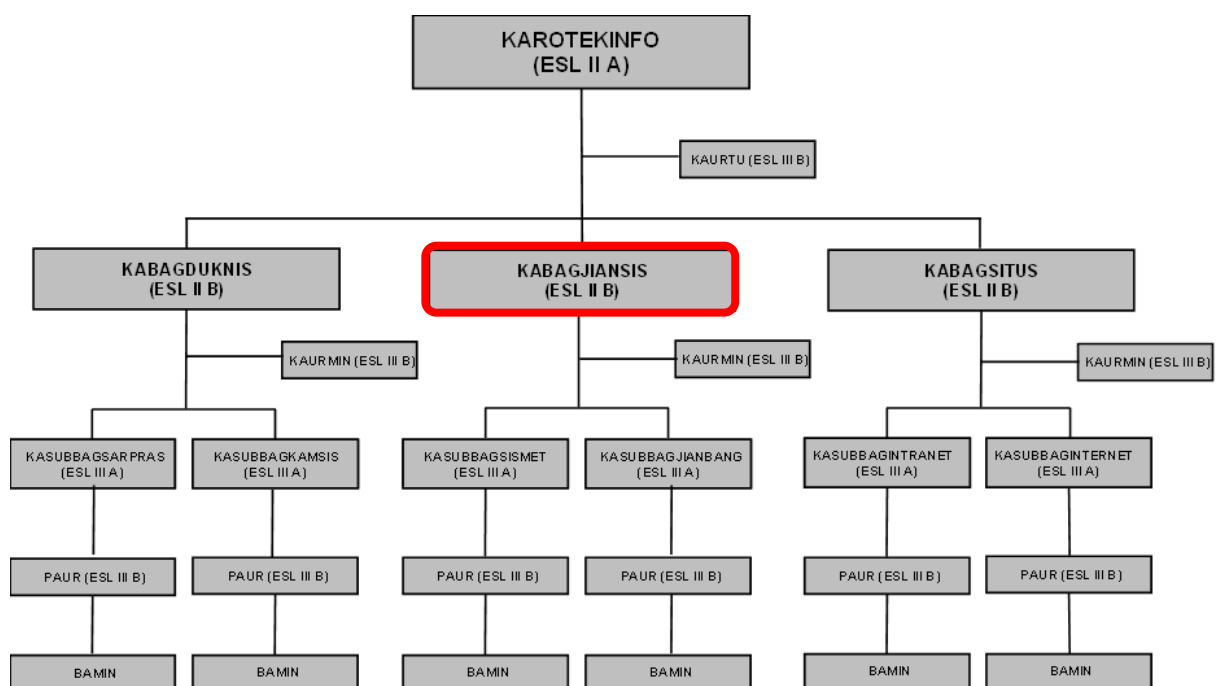 KAROTEKINFO
(ESL II A)
KAURTU (ESL III B)
KABAGDUKNIS
(ESL II B)
KABAGJIANSIS
(ESL II B)
KABAGSITUS
(ESL II B)
KAURMIN (ESL III B)
KAURMIN (ESL III B)
KAURMIN (ESL III B)
KASUBBAGSARPRAS
(ESL III A)
KASUBBAGKAMSIS
(ESL III A)
KASUBBAGSISMET
(ESL III A)
KASUBBAGJIANBANG
(ESL III A)
KASUBBAGINTRANET
(ESL III A)
KASUBBAGINTERNET
(ESL III A)
PAUR (ESL III B)
PAUR (ESL III B)
PAUR (ESL III B)
PAUR (ESL III B)
PAUR (ESL III B)
PAUR (ESL III B)
BAMIN
BAMIN
BAMIN
BAMIN
BAMIN
BAMIN